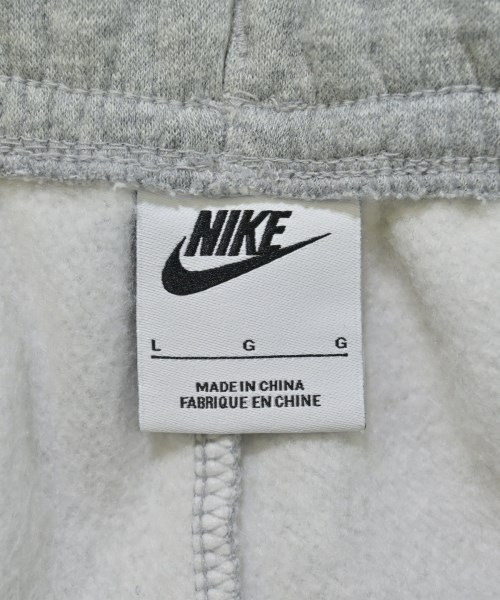 NIKE
L G G
MADE IN CHINA
FABRIQUE EN CHINE